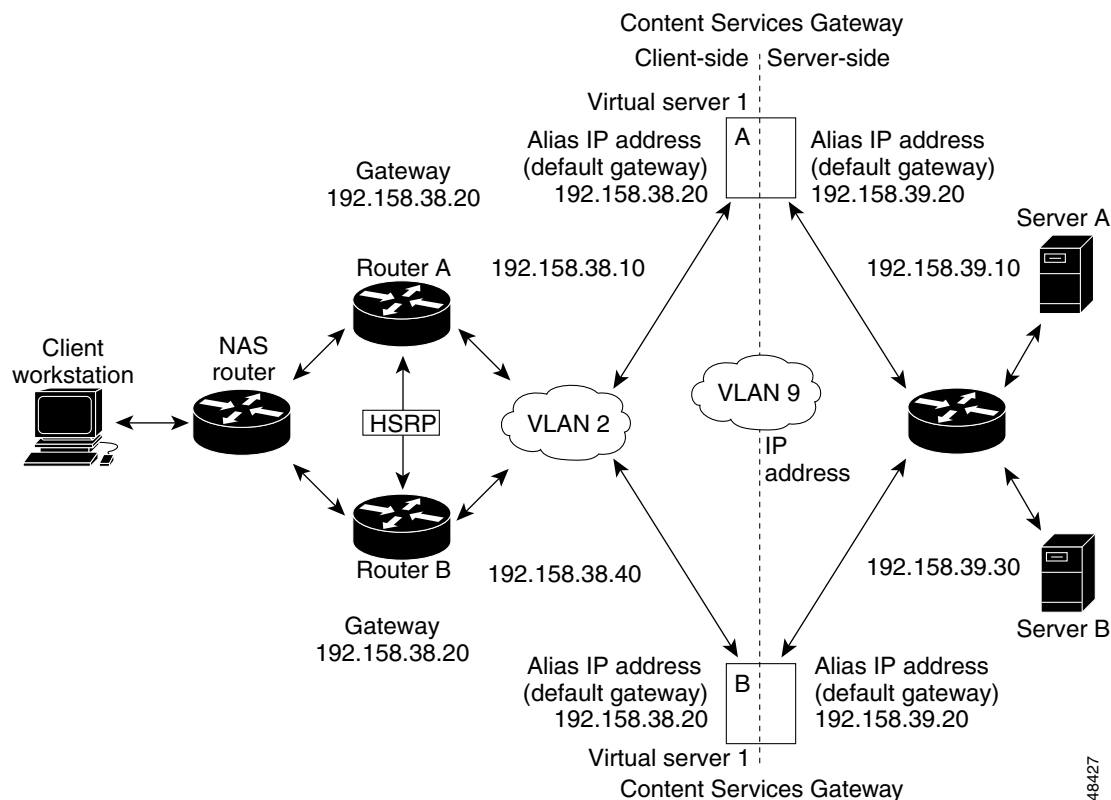 Content Services Gateway
Client-side
Server-side
Virtual server 1
Alias IP address
(default gateway)
192.158.38.20
A
Alias IP address
(default gateway)
192.158.39.20
Gateway
192.158.38.20
Server A
Router A
192.158.38.10
192.158.39.10
Client
workstation
NAS
router
HSRP
VLAN 2
VLAN 9
IP
address
Router B
192.158.38.40
192.158.39.30
Server B
Gateway
192.158.38.20
Alias IP address
(default gateway)
192.158.38.20
B
Alias IP address
(default gateway)
192.158.39.20
Virtual server 1
Content Services Gateway
48427